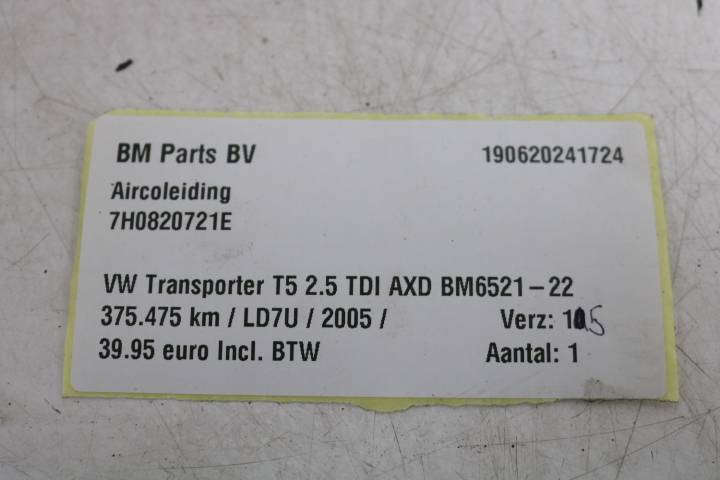 BM Parts BV 190620241724
Aircoleiding
7H0820721E
VW Transporter T5 2.5 TDI AXD BM6521-22
375.475 km / LD7U / 2005 / Verz:
39.95 euro Incl. BTW Aantal: 1